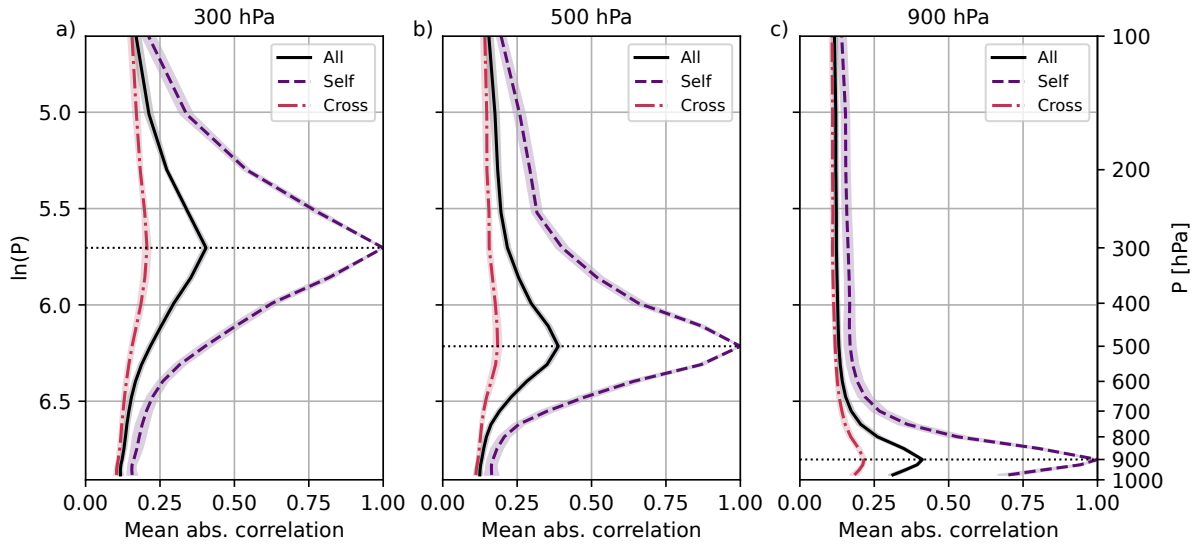 300 hPa
500 hPa
900 hPa
a)
b)
c)
All
Self
Cross
All
Self
Cross
All
Self
Cross
5.0
5.5
6.0
6.5
ln(P)
100
200
300
400
500
600
700
800
900
1000
P [hPa]
0.00 0.25 0.50 0.75 1.00
0.00 0.25 0.50 0.75 1.00
0.00 0.25 0.50 0.75 1.00
Mean abs. correlation
Mean abs. correlation
Mean abs. correlation